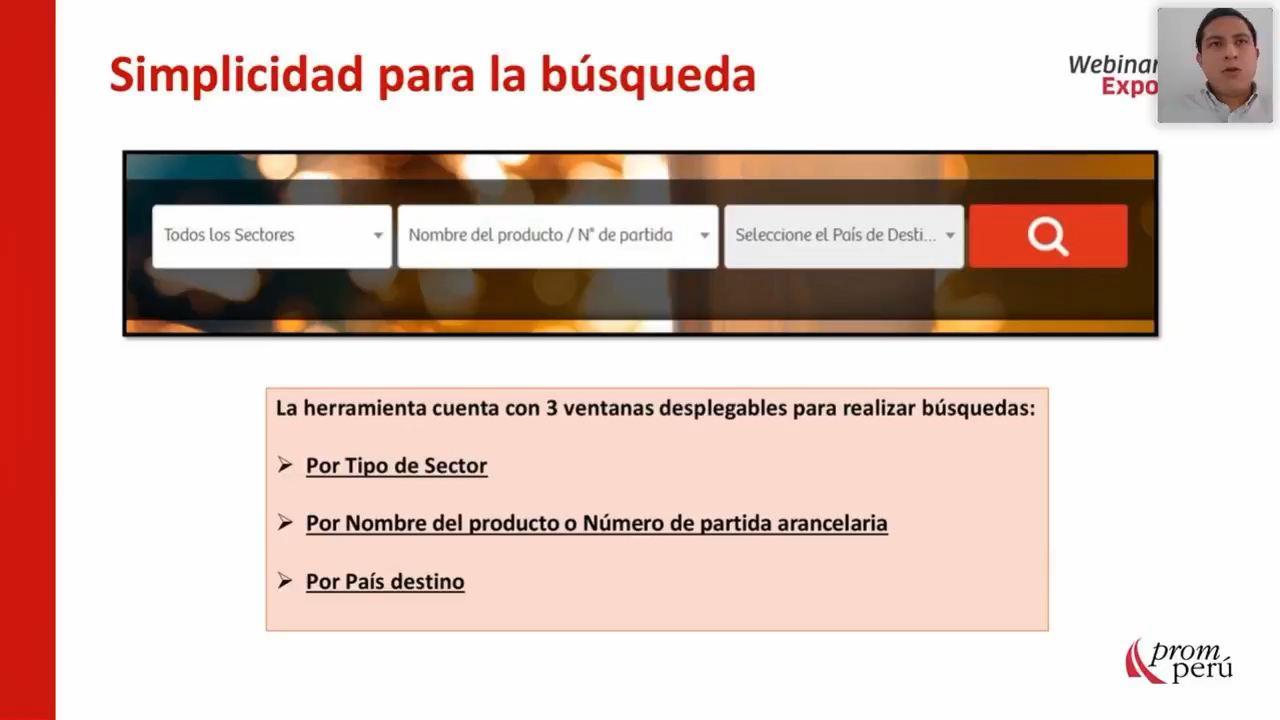 Simplicidad para la búsqueda
Webinar
Expo
Todos los Sectores
Nombre del producto / N° de partida
Seleccione el País de Desti...
La herramienta cuenta con 3 ventanas desplegables para realizar búsquedas:
Por Tipo de Sector
Por Nombre del producto o Número de partida arancelaria
Por País destino
prom
perú